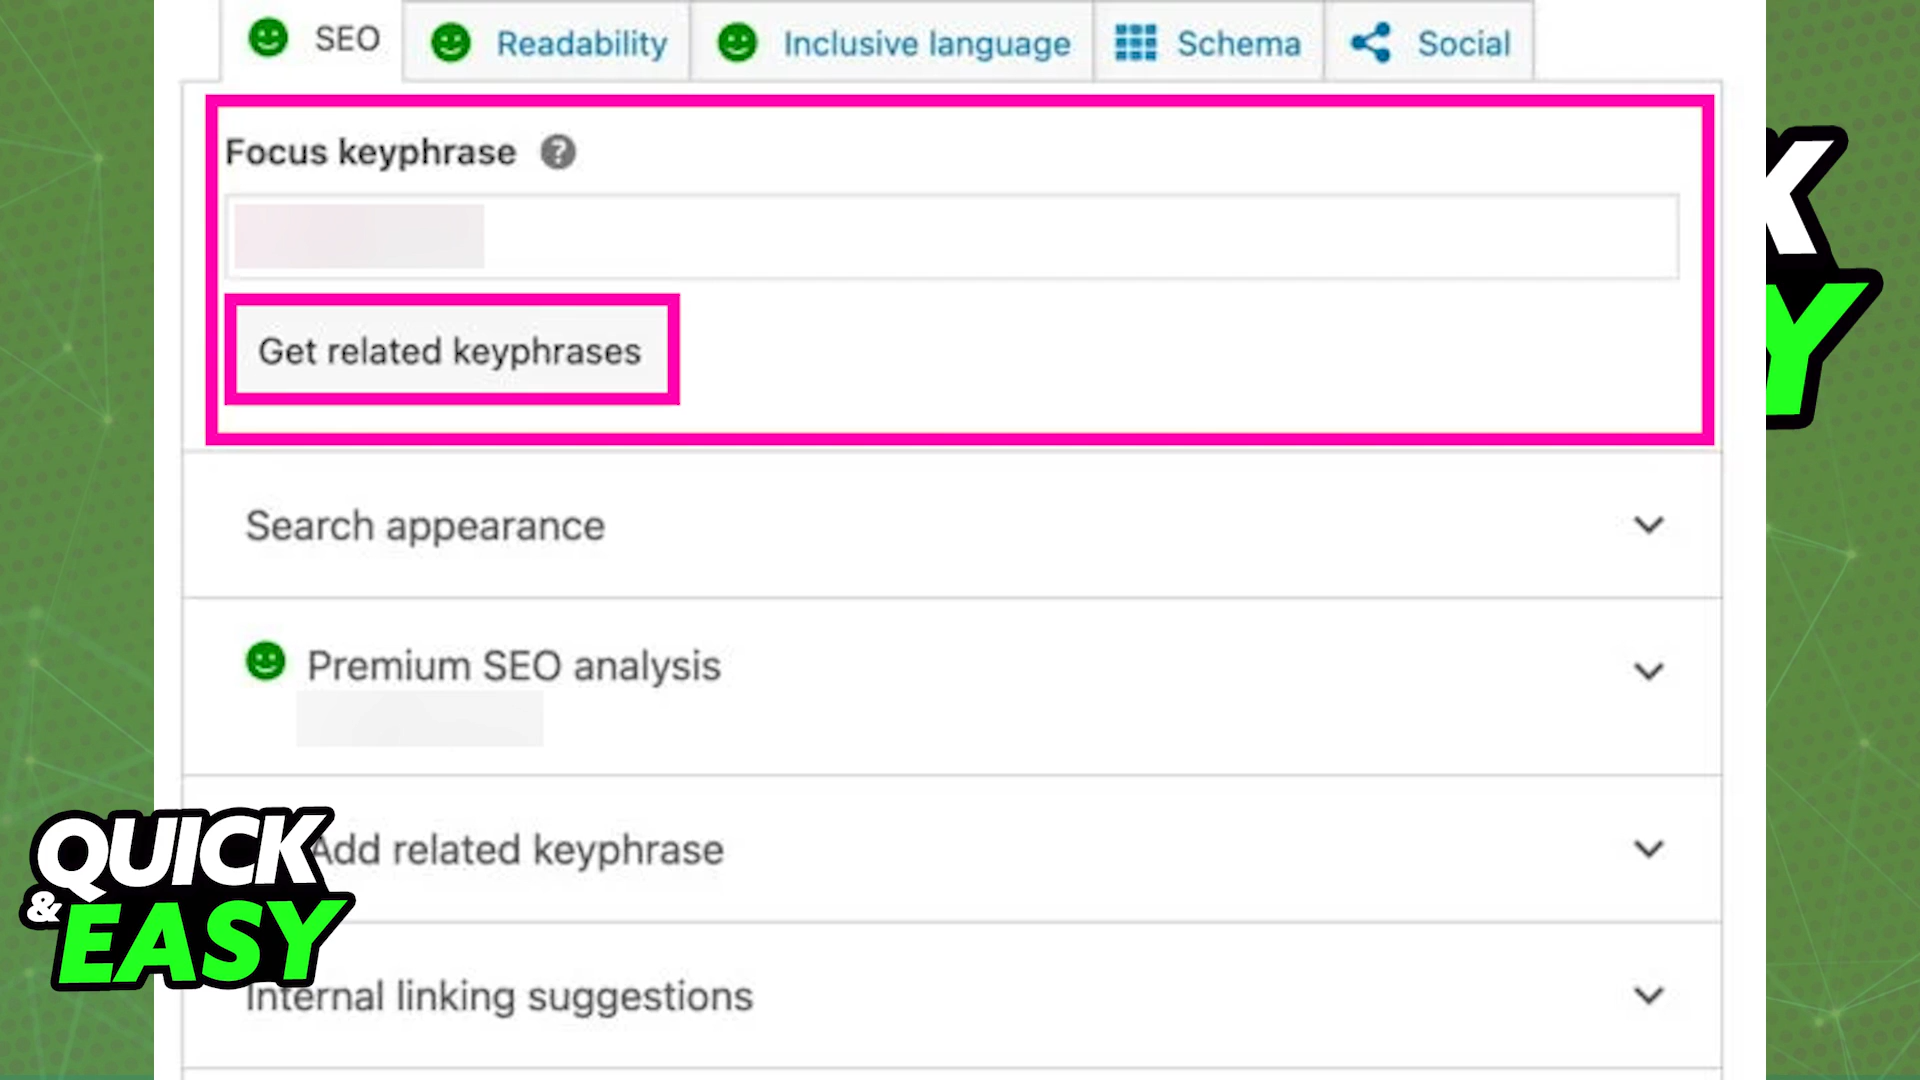 SEO
Readability
Inclusive language
Schema
Social
Focus keyphrase ?
Get related keyphrases
Search appearance
Premium SEO analysis
Add related keyphrase
Internal linking suggestions
QUICK
& EASY
K
Y